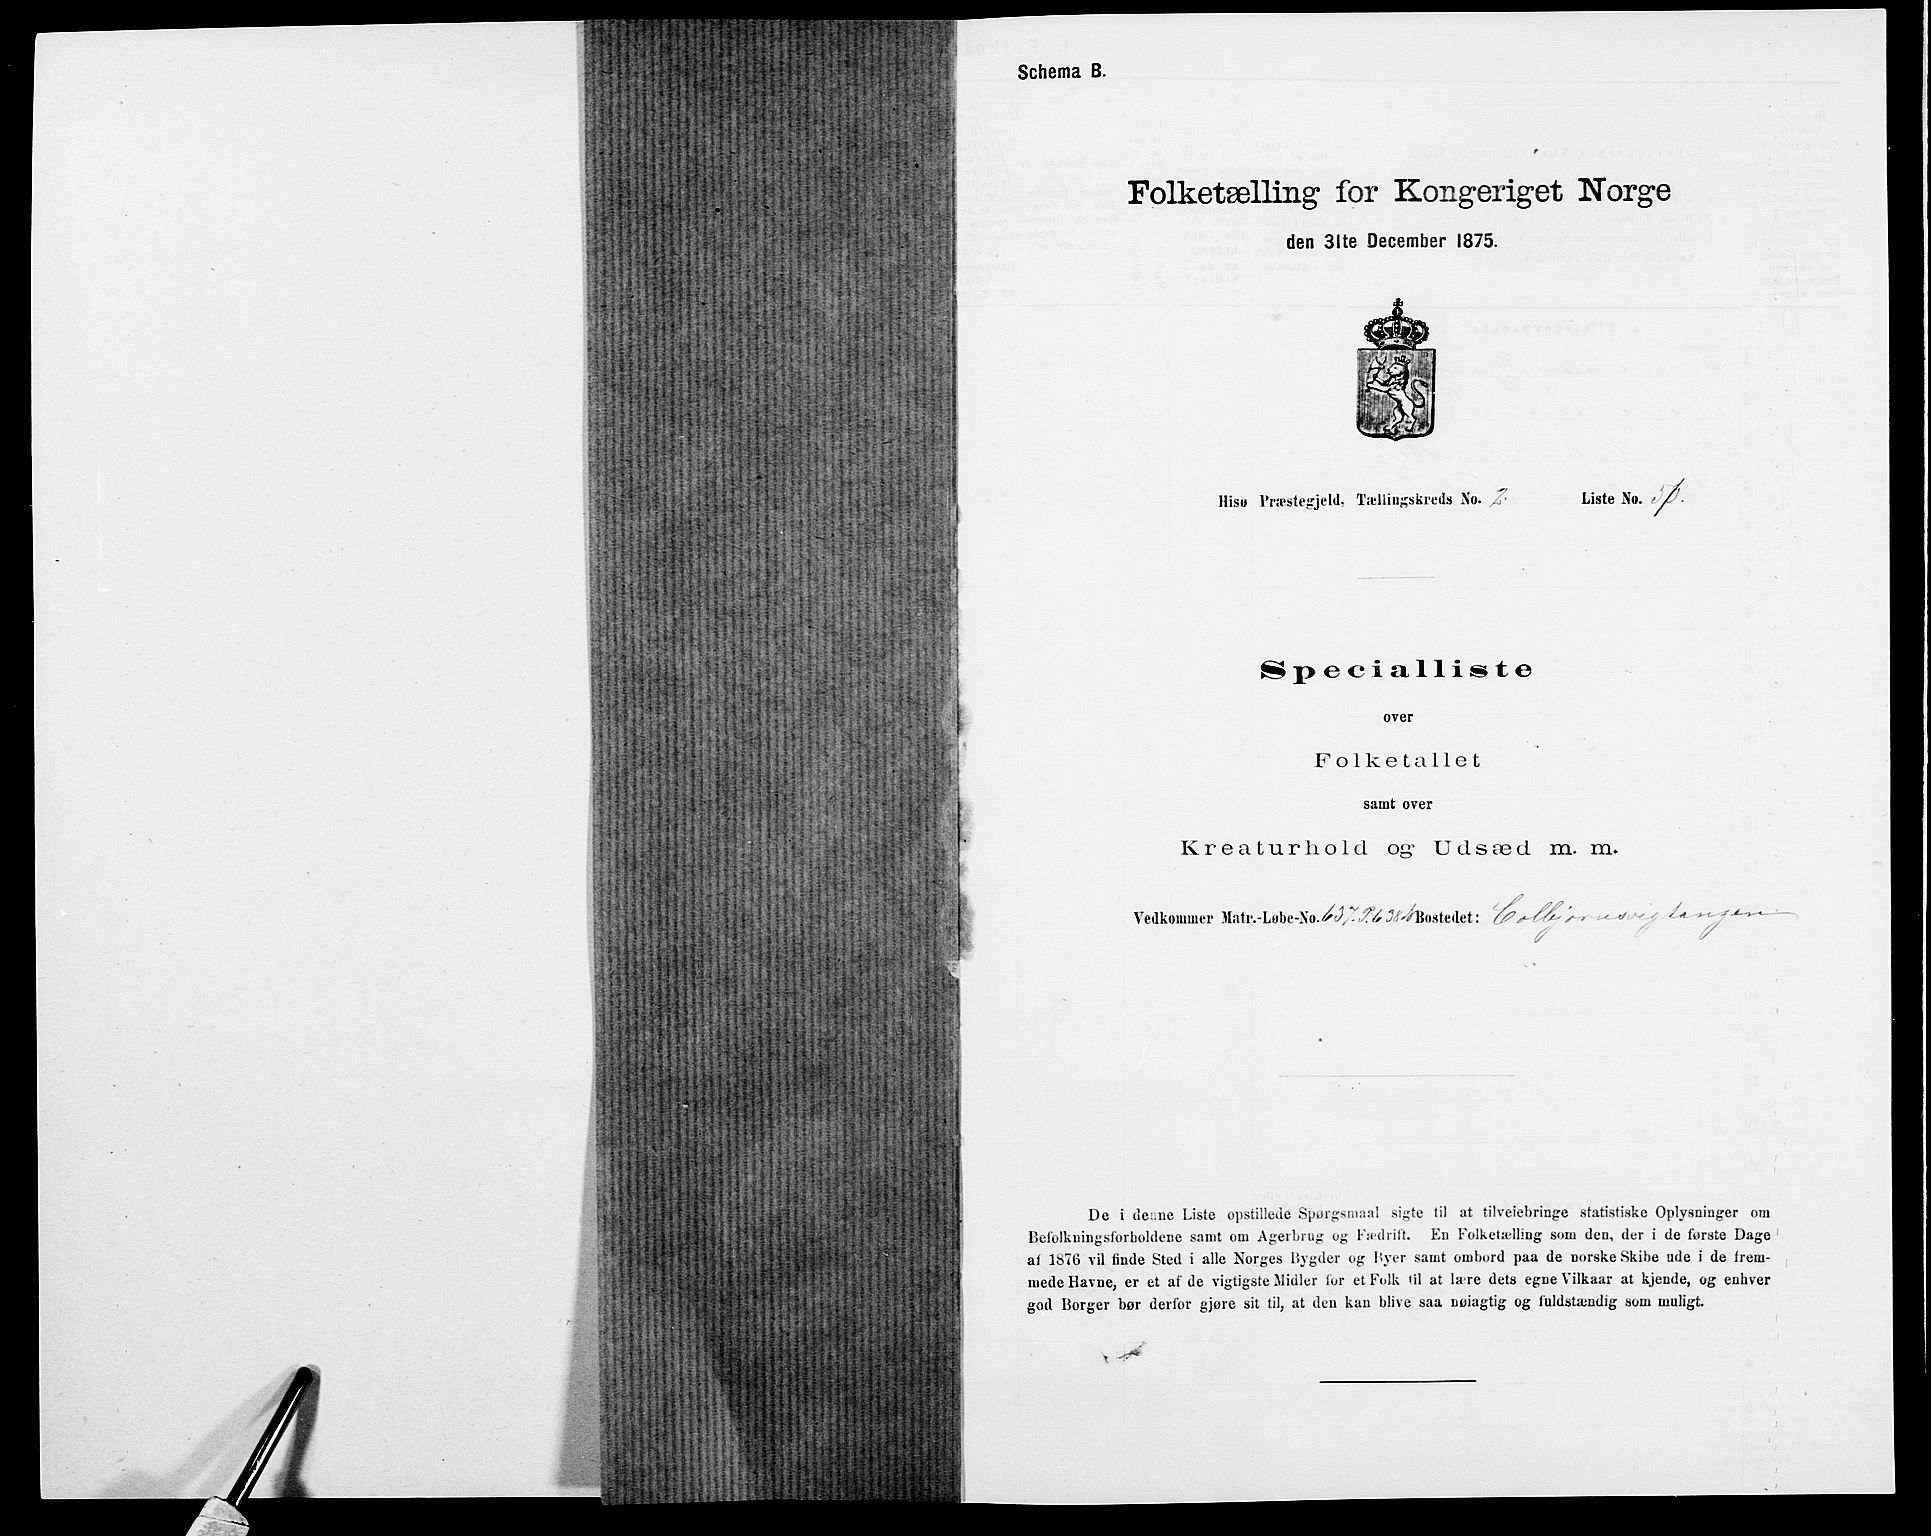 Schema B.
Folketælling for Kongeriget Norge
den 31te December 1875.
Hisø Præstegjeld, Tællingskreds No. 2. Liste No.
Specialliste
over
Folketallet
samt over
Kreaturhold og Udsæd m. m.
Vedkommer Matr.-Løbe-No. 637. P. 638 b Bostedet: Colbjørnsvigtangen
De i denne Liste opstillede Spørgsmaal sigte til at tilveiebringe statistiske Oplysninger om
Befolkningsforholdene samt om Agerbrug og Fædrift. En Folketælling som den, der i de første Dage
af 1876 vil finde Sted i alle Norges Bygder og Byer samt ombord paa de norske Skibe ude i de frem-
mede Havne, er et af de vigtigste Midler for et Folk til at lære dets egne Vilkaar at kjende, og enhver
god Borger bør derfor gjøre sit til, at den kan blive saa nøiagtig og fuldstændig som muligt.